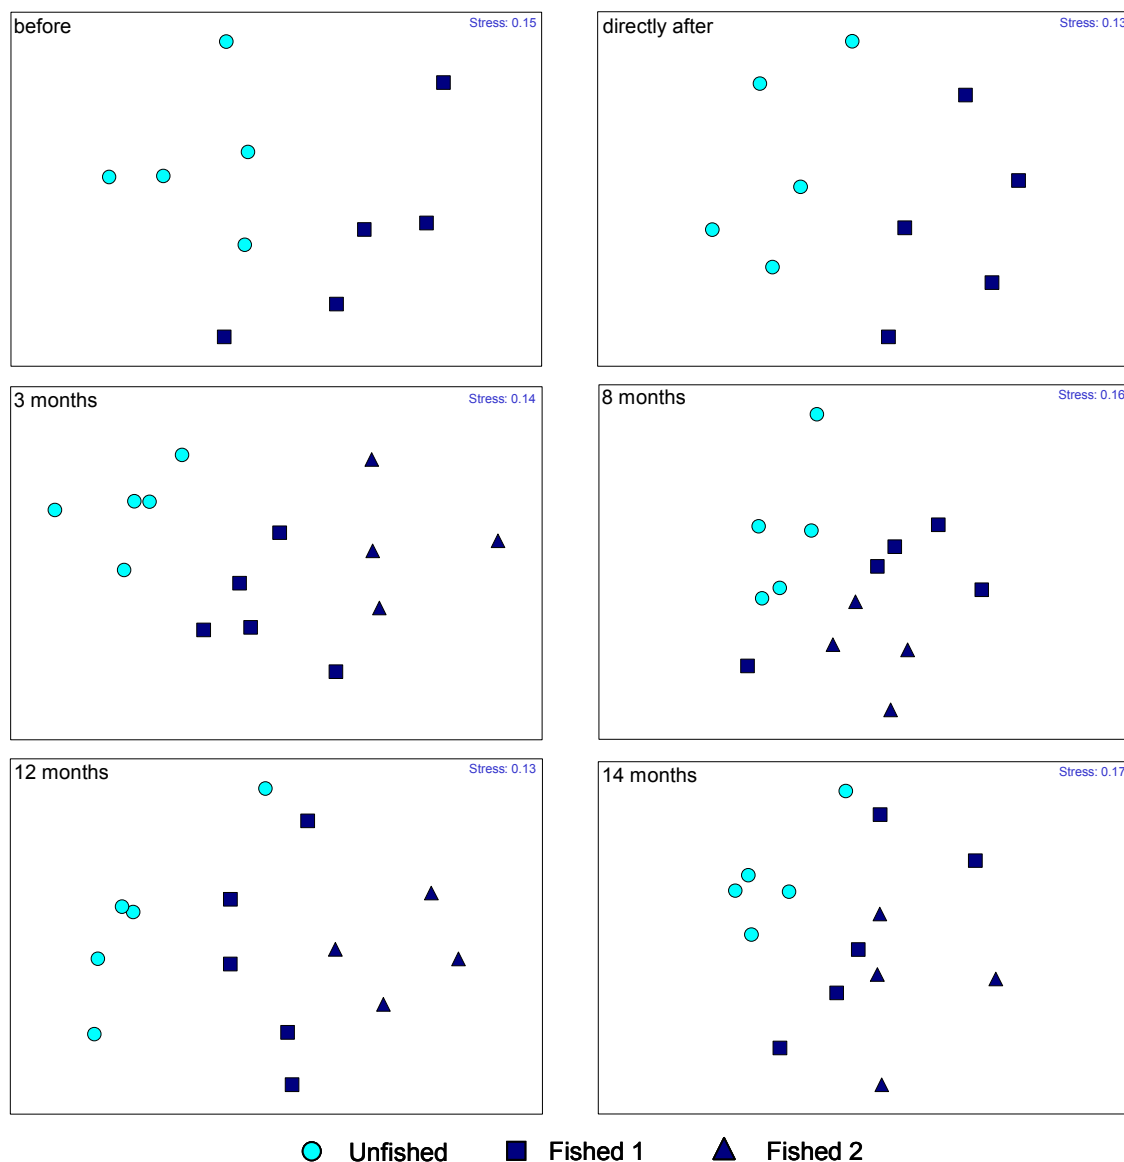 before
Stress: 0.15
directly after
Stress: 0.13
3 months
Stress: 0.14
8 months
Stress: 0.16
12 months
Stress: 0.13
14 months
Stress: 0.17
Unfished
Fished 1
Fished 2